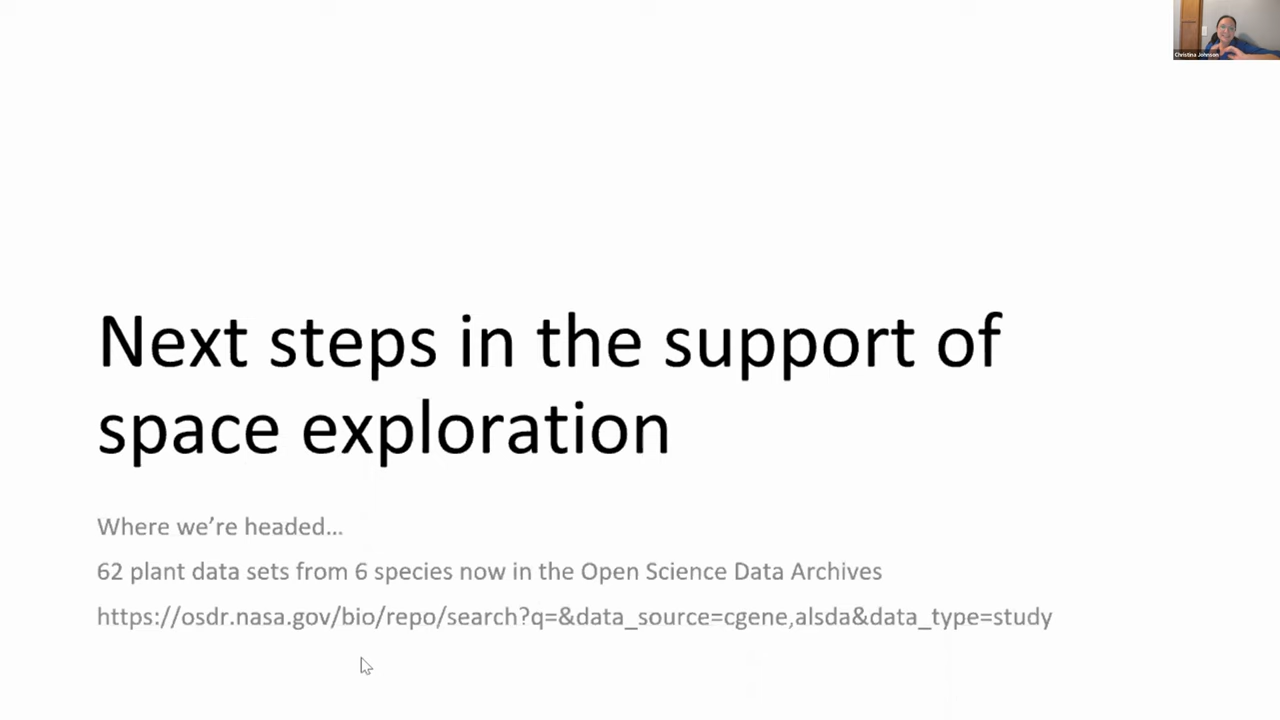 Christina Johnson
Next steps in the support of
space exploration
Where we’re headed…
62 plant data sets from 6 species now in the Open Science Data Archives
https://osdr.nasa.gov/bio/repo/search?q=&data_source=cgene,alsda&data_type=study